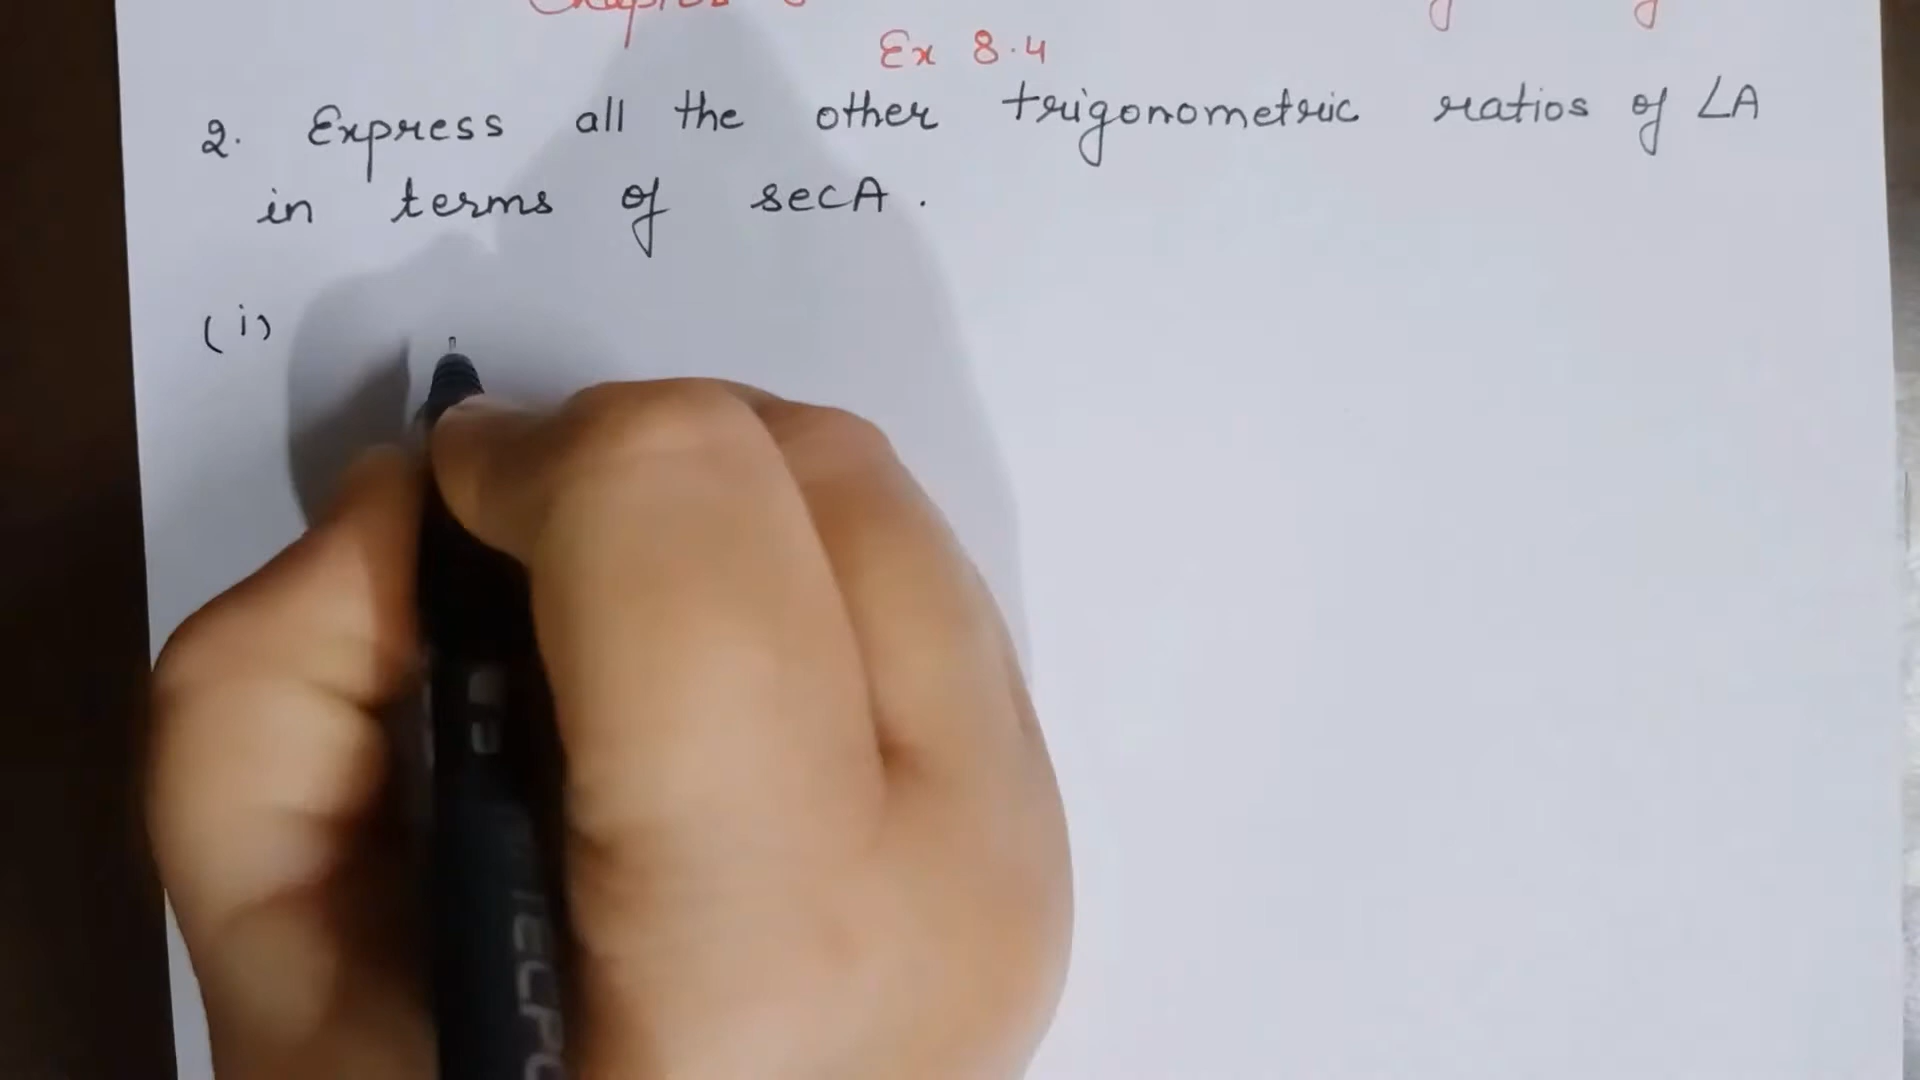 Ex 8.4
2. Express all the other trigonometric ratios of ∠A
in terms of secA.
(i)